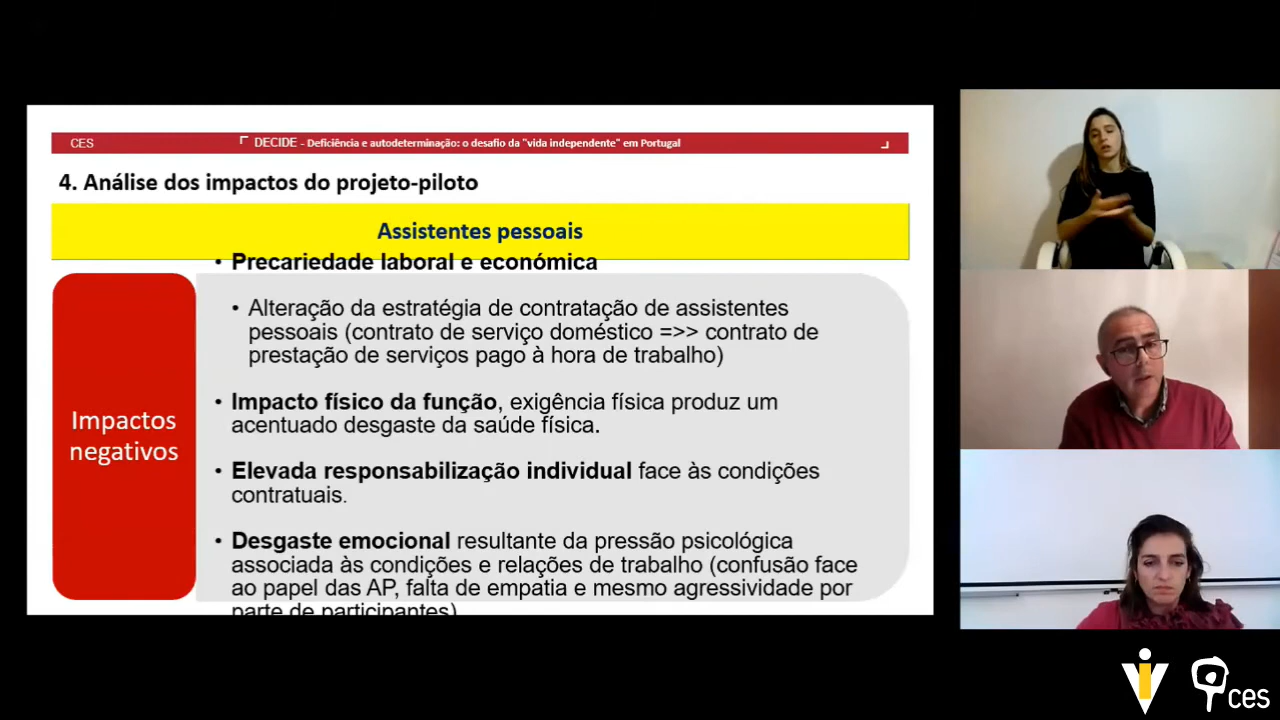 CES
DECIDE - Deficiência e autodeterminação: o desafio da "vida independente" em Portugal
4. Análise dos impactos do projeto-piloto
Assistentes pessoais
• Precariedade laboral e económica
• Alteração da estratégia de contratação de assistentes
pessoais (contrato de serviço doméstico =>> contrato de
prestação de serviços pago à hora de trabalho)
Impactos
negativos
• Impacto físico da função, exigência física produz um
acentuado desgaste da saúde física.
• Elevada responsabilização individual face às condições
contratuais.
• Desgaste emocional resultante da pressão psicológica
associada às condições e relações de trabalho (confusão face
ao papel das AP, falta de empatia e mesmo agressividade por
parte de participantes)
iV
ces